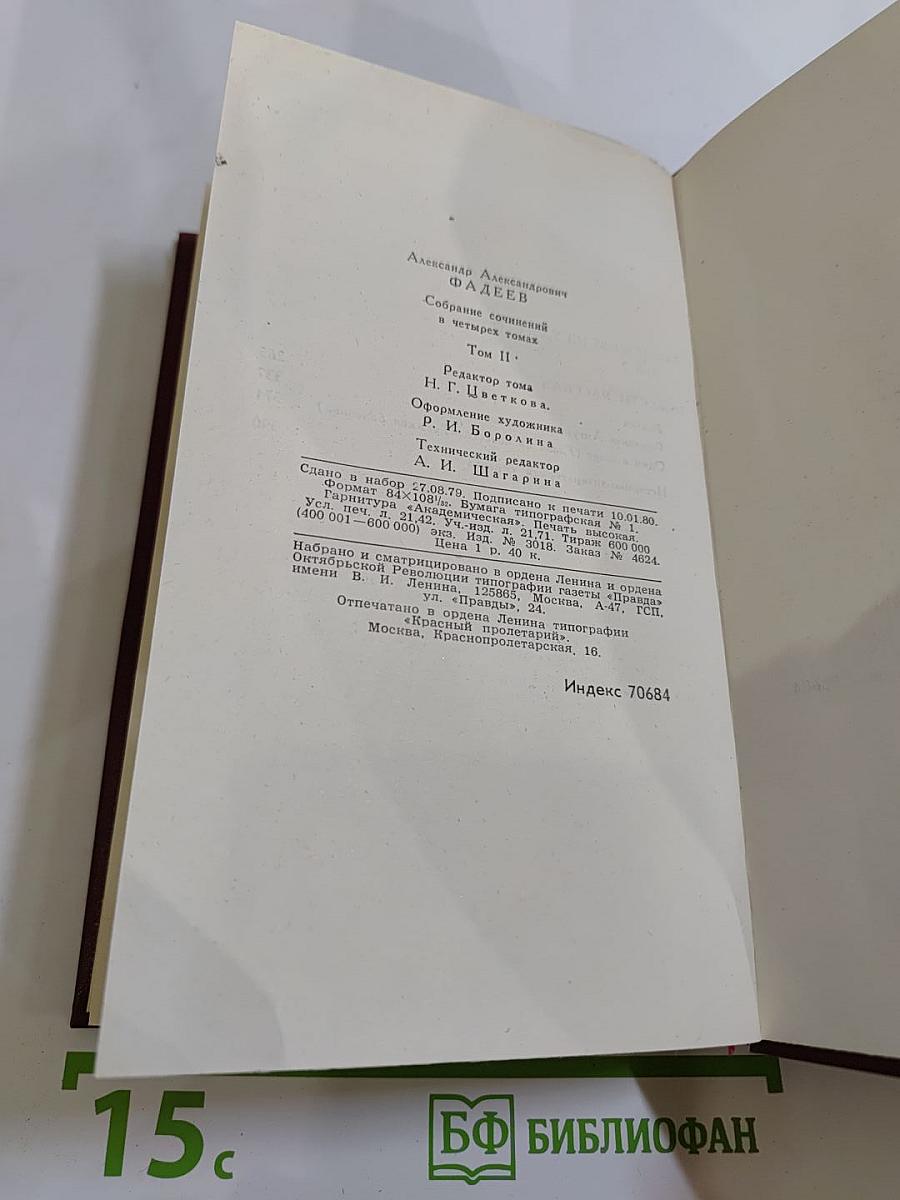 Александр Александрович
ФАДЕЕВ
Собрание сочинений
в четырех томах
Том II
Редактор тома
Н. Г. Цветкова.
Оформление художника
Р. И. Боролина
Технический редактор
А. И. Шагарина
Сдано в набор 27.08.79. Подписано к печати 10.01.80.
Формат 84×108¹/₃₂. Бумага типографская № 1.
Гарнитура «Академическая». Печать высокая.
Усл. печ. л. 21,42. Уч.-изд. л. 21,71. Тираж 600 000
(400 001—600 000) экз. Изд. № 3018. Заказ № 4624.
Цена 1 р. 40 к.
Набрано и сматрицировано в ордена Ленина и ордена
Октябрьской Революции типографии газеты «Правда»
имени В. И. Ленина, 125865, Москва, А-47, ГСП,
ул. «Правды», 24.
Отпечатано в ордена Ленина типографии
«Красный пролетарий».
Москва, Краснопролетарская, 16.
Индекс 70684
15 с
БФ БИБЛИОФАН